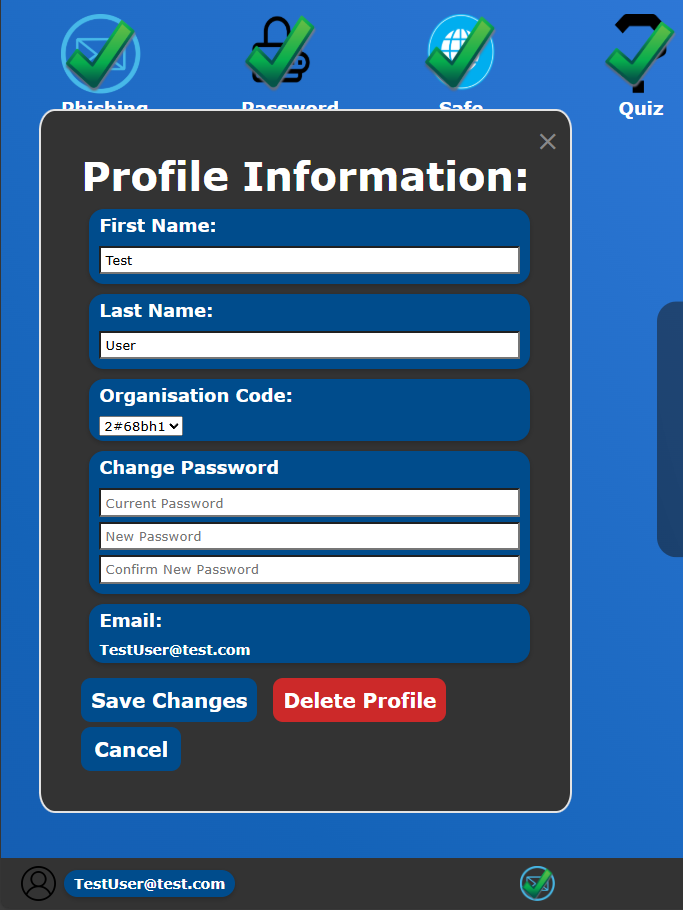 Phishing
Password
Safe
Quiz
×
Profile Information:
First Name:
Test
Last Name:
User
Organisation Code:
2#68bh1
Change Password
Current Password
New Password
Confirm New Password
Email:
TestUser@test.com
Save Changes
Delete Profile
Cancel
TestUser@test.com